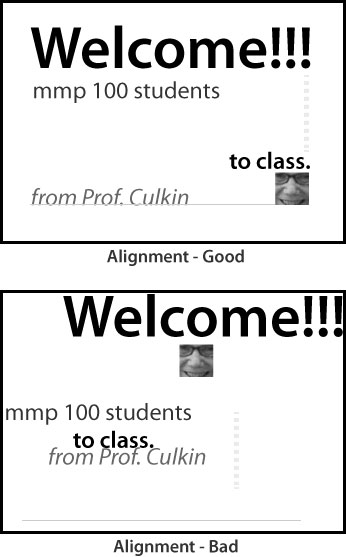 Welcome!!!
mmp 100 students
to class.
from Prof. Culkin
Alignment - Good
Welcome!!!
mmp 100 students
to class.
from Prof. Culkin
Alignment - Bad